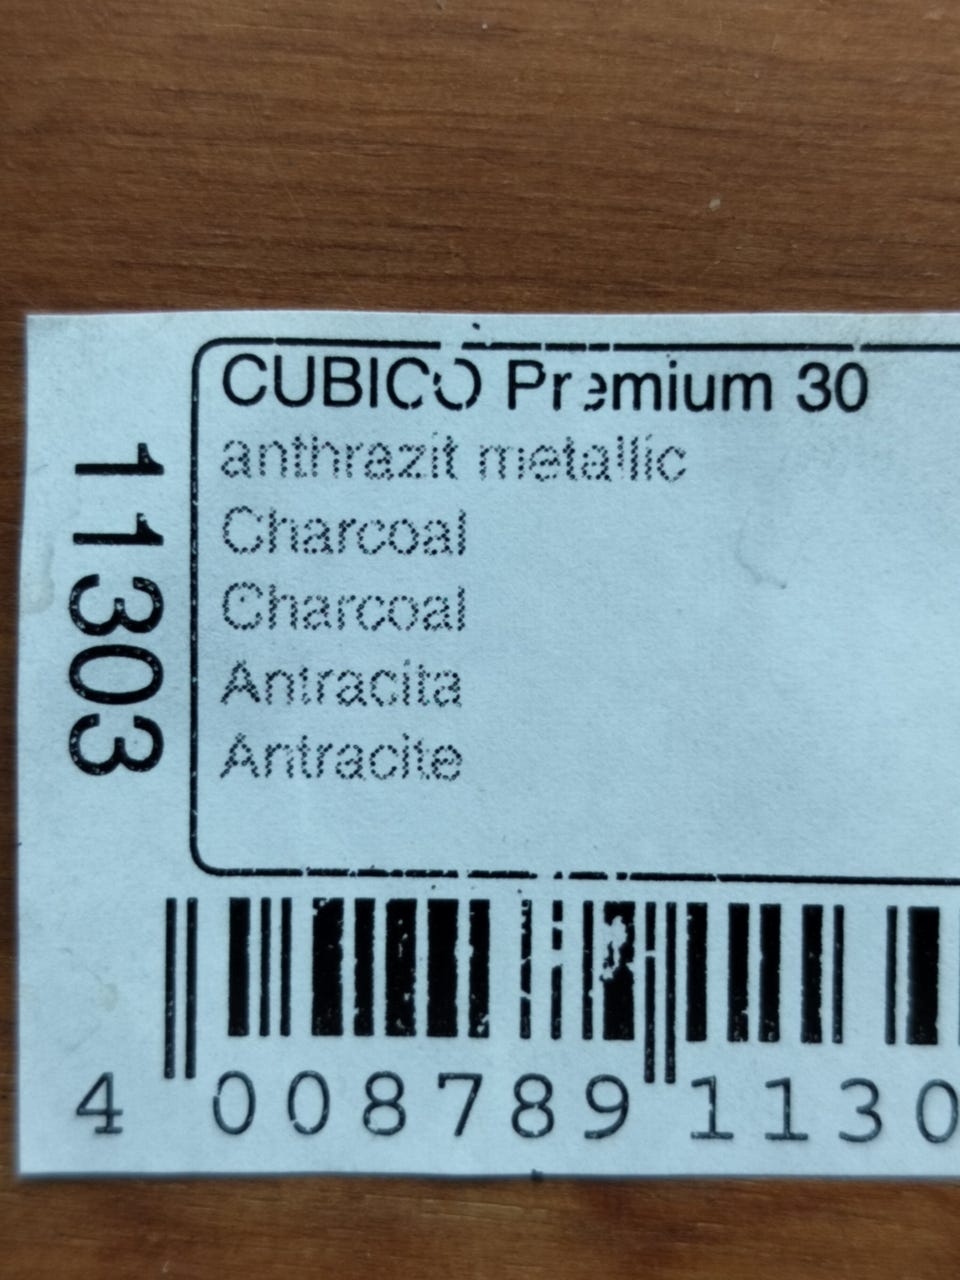 CUBICO Premium 30
anthrazit metallic
Charcoal
Charcoal
Antracita
Antracite
11303
4 008789 1130